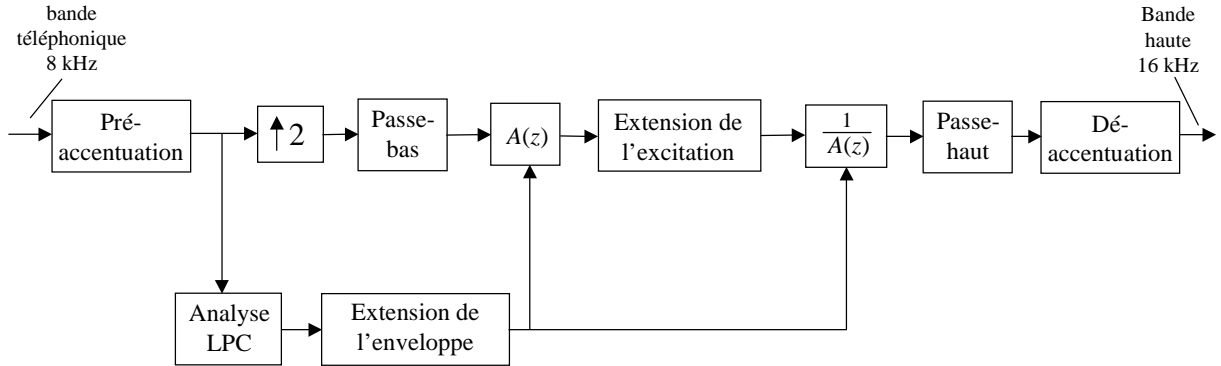 bande
téléphonique
8 kHz
Bande
haute
16 kHz
Pré-
accentuation
↑2
Passe-
bas
A(z)
Extension de
l'excitation
1
A(z)
Passe-
haut
Dé-
accentuation
Analyse
LPC
Extension de
l'enveloppe